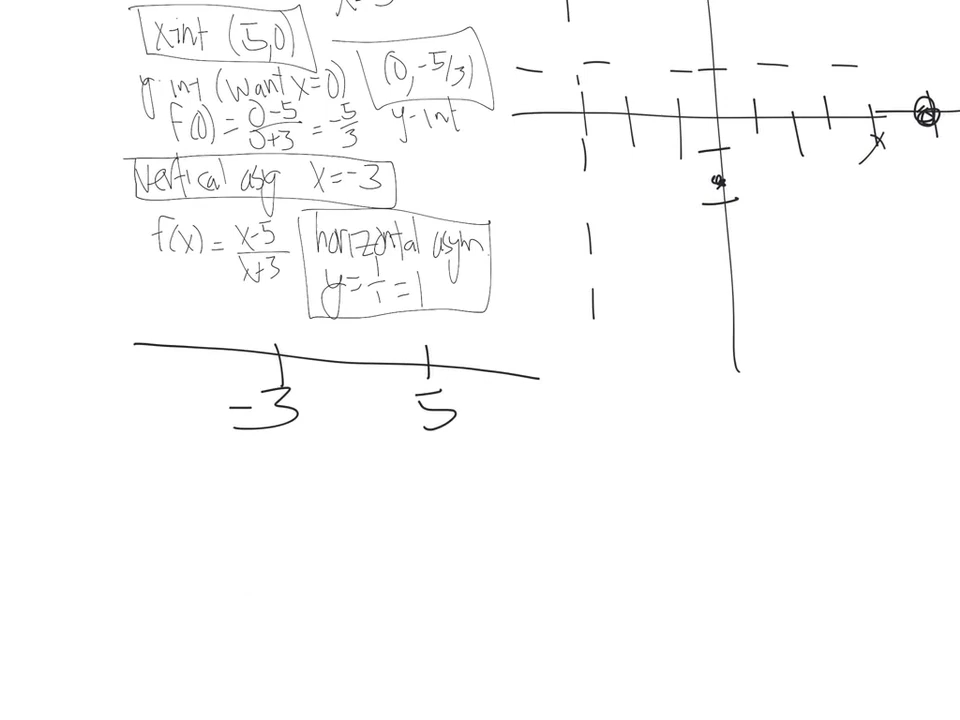 x-int (5,0)
y-int (want x=0)
(0,-5/3)
y-int
f(0) = 0-5/0+3 = -5/3
vertical asy x=-3
f(x) = x-5/x+3
horizontal asym.
y=1/1=1
x
-3 5